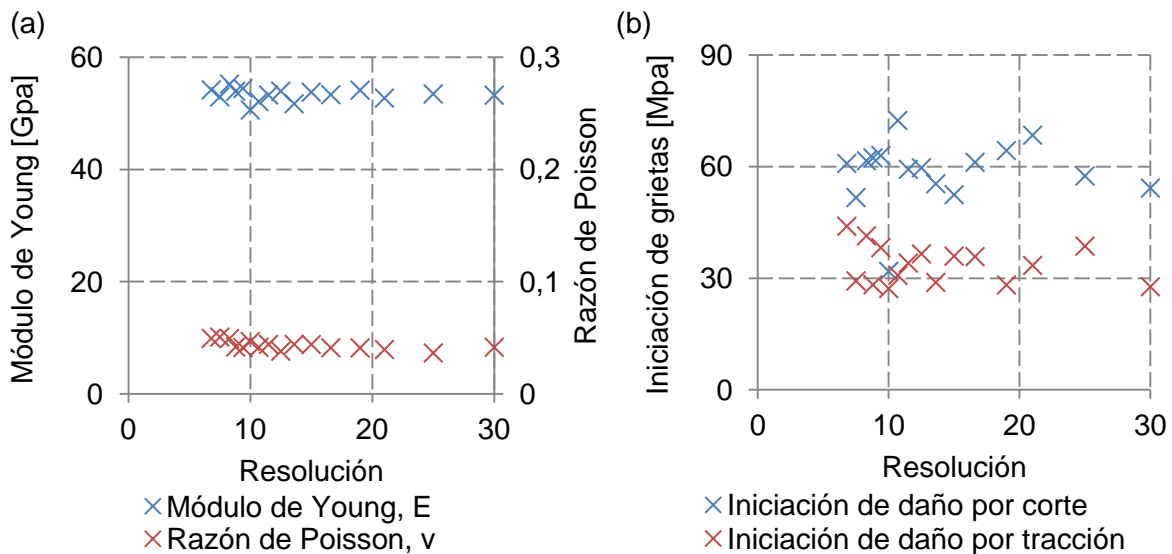 (a)
60
40
20
0
Módulo de Young [Gpa]
0,3
0,2
0,1
0
Razón de Poisson
0
10
20
30
Resolución
Módulo de Young, E
Razón de Poisson, v
(b)
90
60
30
0
Iniciación de grietas [Mpa]
0
10
20
30
Resolución
Iniciación de daño por corte
Iniciación de daño por tracción